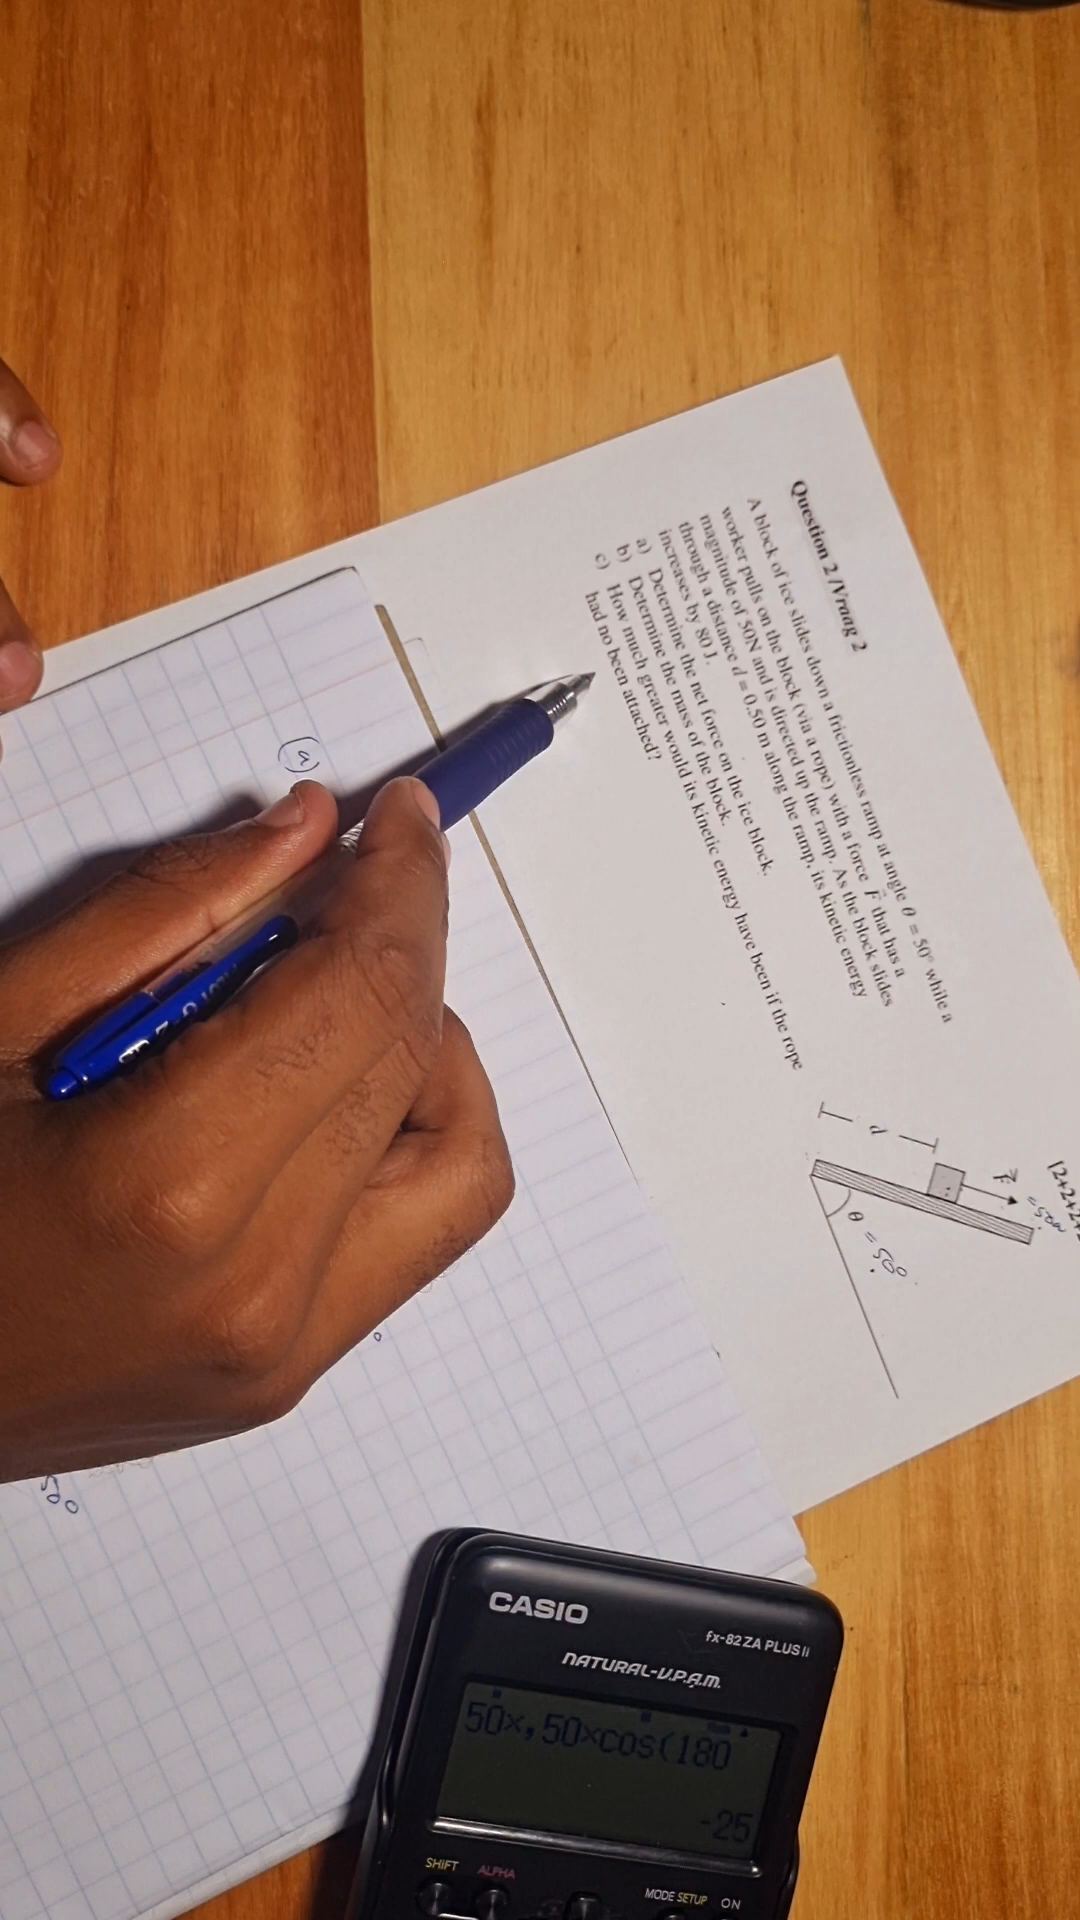 Question 2 /Vraag 2
A block of ice slides down a frictionless ramp at angle θ = 50° while a
worker pulls on the block (via a rope) with a force F⃗ that has a
magnitude of 50N and is directed up the ramp. As the block slides
through a distance d = 0.50 m along the ramp, its kinetic energy
increases by 80 J.
a) Determine the net force on the ice block.
b) Determine the mass of the block.
c) How much greater would its kinetic energy have been if the rope
had no been attached?
[2+2+2+
F⃗ = 50N
d
θ = 50°
(a)
50°
CASIO
fx-82ZA PLUS II
NATURAL-V.P.A.M.
50×,50×cos(180
-25
SHIFT ALPHA MODE SETUP ON